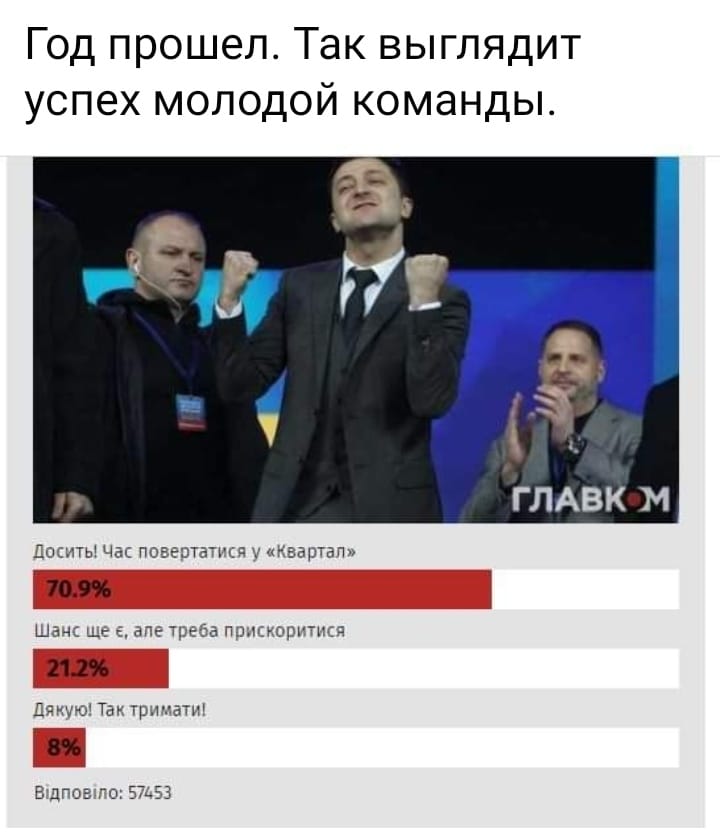 Год прошел. Так выглядит
успех молодой команды.
ГЛАВКОМ
Досить! Час повертатися у «Квартал»
70.9%
Шанс ще є, але треба прискоритися
21.2%
Дякую! Так тримати!
8%
Відповіло: 57453